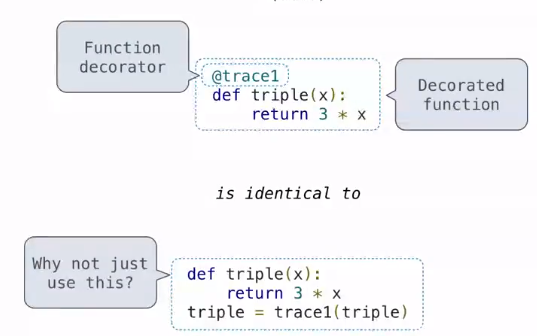 Function
decorator
@trace1
def triple(x):
    return 3 * x
Decorated
function
is identical to
Why not just
use this?
def triple(x):
    return 3 * x
triple = trace1(triple)